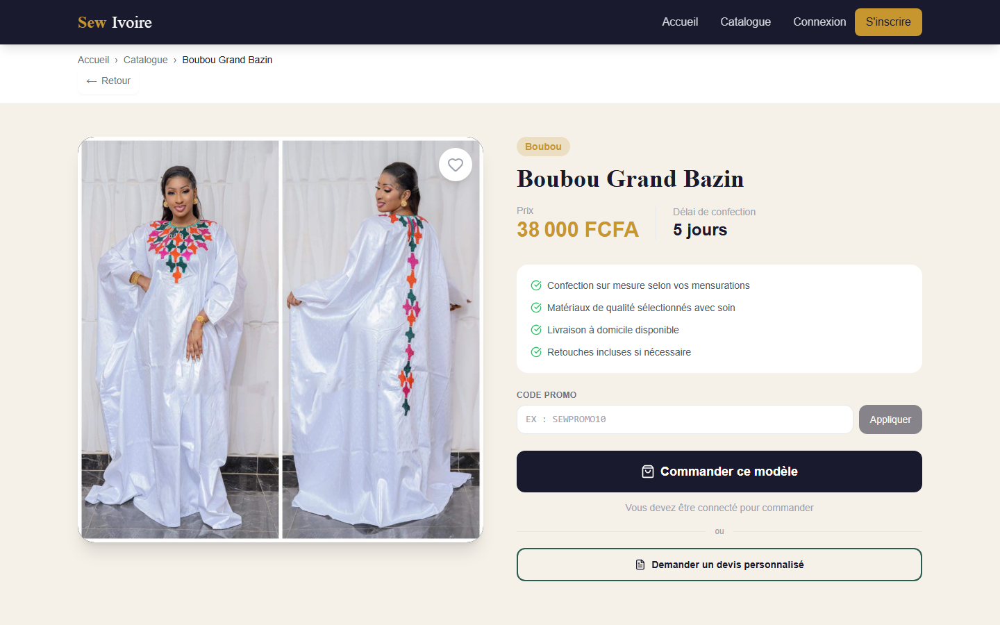 Sew Ivoire
Accueil
Catalogue
Connexion
S'inscrire
Accueil › Catalogue › Boubou Grand Bazin
← Retour
Boubou
Boubou Grand Bazin
Prix
38 000 FCFA
Délai de confection
5 jours
Confection sur mesure selon vos mensurations
Matériaux de qualité sélectionnés avec soin
Livraison à domicile disponible
Retouches incluses si nécessaire
CODE PROMO
EX : SEWPROMO10
Appliquer
Commander ce modèle
Vous devez être connecté pour commander
ou
Demander un devis personnalisé